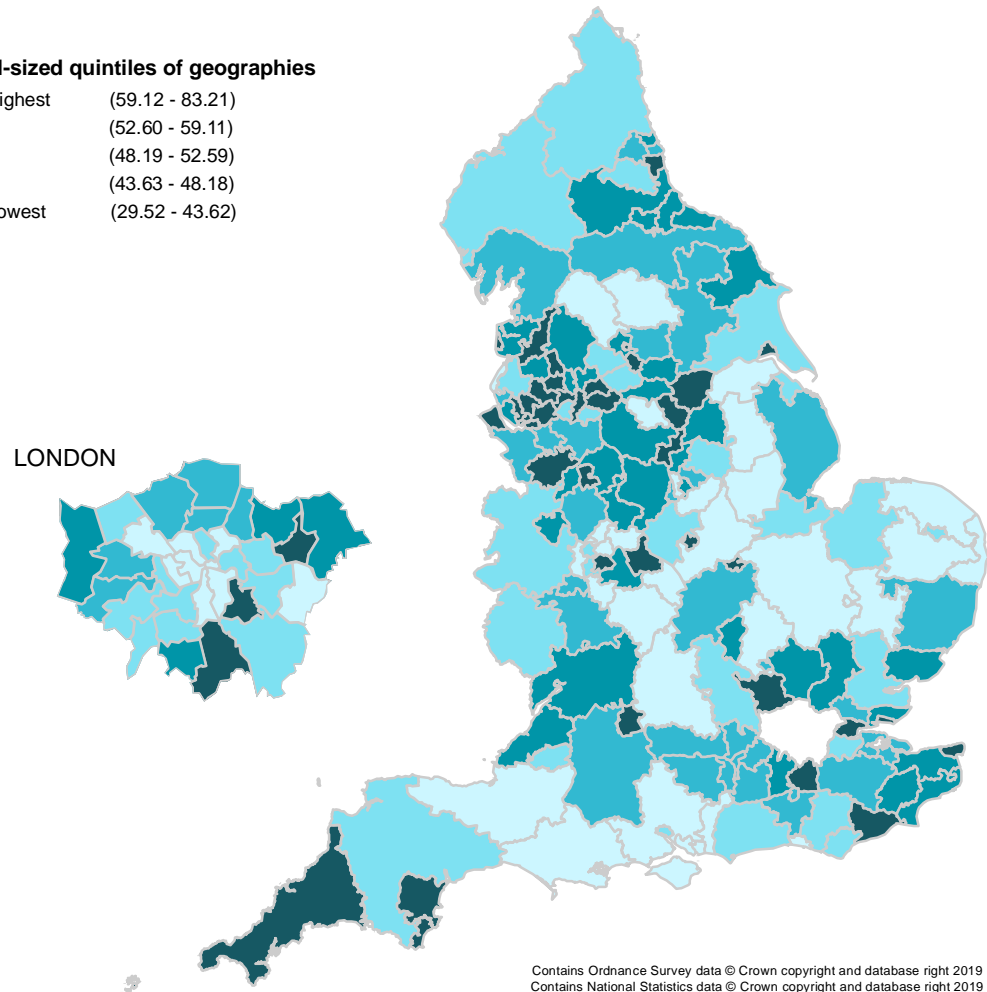 l-sized quintiles of geographies
ighest (59.12 - 83.21)
(52.60 - 59.11)
(48.19 - 52.59)
(43.63 - 48.18)
owest (29.52 - 43.62)
LONDON
Contains Ordnance Survey data © Crown copyright and database right 2019
Contains National Statistics data © Crown copyright and database right 2019